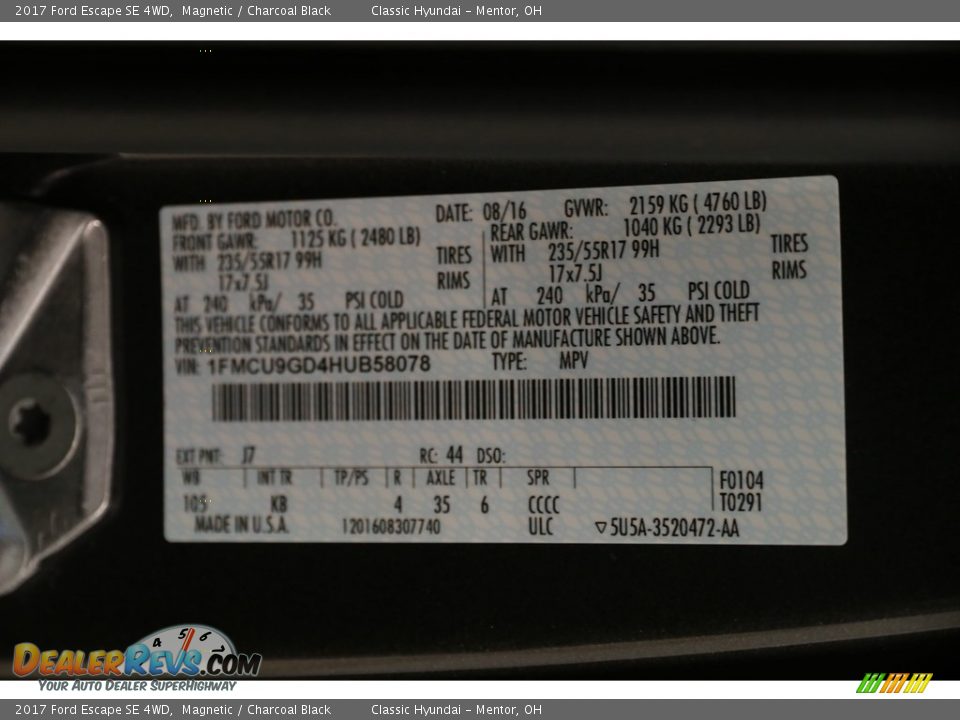 2017 Ford Escape SE 4WD, Magnetic / Charcoal Black Classic Hyundai – Mentor, OH
MFD. BY FORD MOTOR CO. DATE: 08/16 GVWR: 2159 KG ( 4760 LB)
FRONT GAWR: 1125 KG ( 2480 LB) REAR GAWR: 1040 KG ( 2293 LB)
WITH 235/55R17 99H TIRES WITH 235/55R17 99H TIRES
17x7.5J RIMS 17x7.5J RIMS
AT 240 kPa/ 35 PSI COLD AT 240 kPa/ 35 PSI COLD
THIS VEHICLE CONFORMS TO ALL APPLICABLE FEDERAL MOTOR VEHICLE SAFETY AND THEFT
PREVENTION STANDARDS IN EFFECT ON THE DATE OF MANUFACTURE SHOWN ABOVE.
VIN: 1FMCU9GD4HUB58078 TYPE: MPV
EXT PNT: J7 RC: 44 DSO:
WB INT TR TP/PS R AXLE TR SPR F0104
105 KB 4 35 6 CCCC T0291
MADE IN U.S.A. 1201608307740 ULC ▽5U5A-3520472-AA
4 5 6
DEALERREVS.COM
YOUR AUTO DEALER SUPERHIGHWAY
2017 Ford Escape SE 4WD, Magnetic / Charcoal Black Classic Hyundai – Mentor, OH